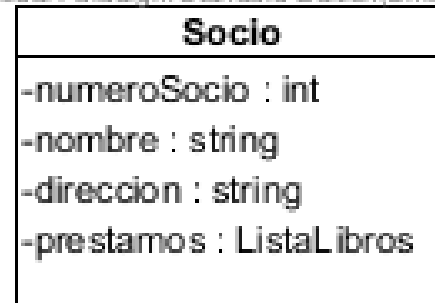 Socio
-numeroSocio : int
-nombre : string
-direccion : string
-prestamos : ListaLibros